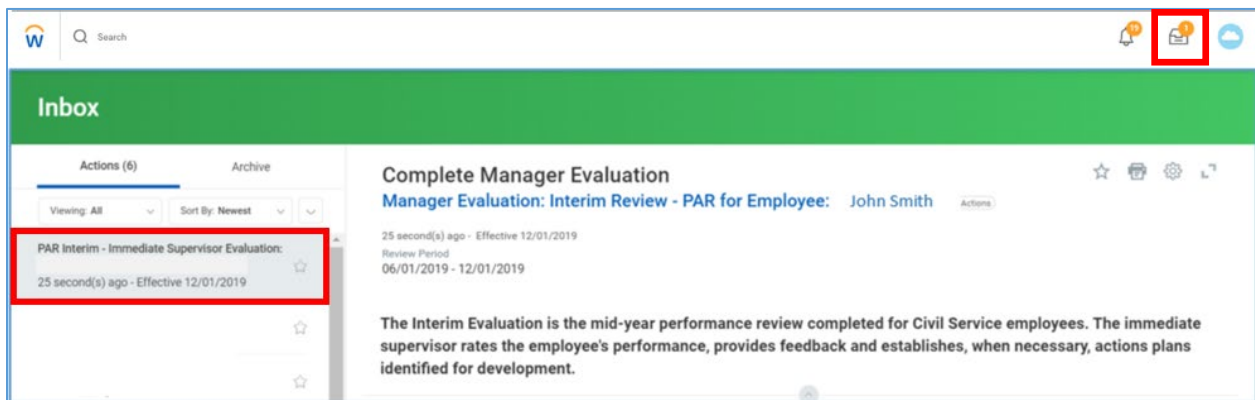 W
Search
15
1
Inbox
Actions (6)
Archive
Viewing: All
Sort By: Newest
PAR Interim - Immediate Supervisor Evaluation:
25 second(s) ago - Effective 12/01/2019
Complete Manager Evaluation
Manager Evaluation: Interim Review - PAR for Employee: John Smith Actions
25 second(s) ago - Effective 12/01/2019
Review Period
06/01/2019 - 12/01/2019
The Interim Evaluation is the mid-year performance review completed for Civil Service employees. The immediate
supervisor rates the employee's performance, provides feedback and establishes, when necessary, actions plans
identified for development.